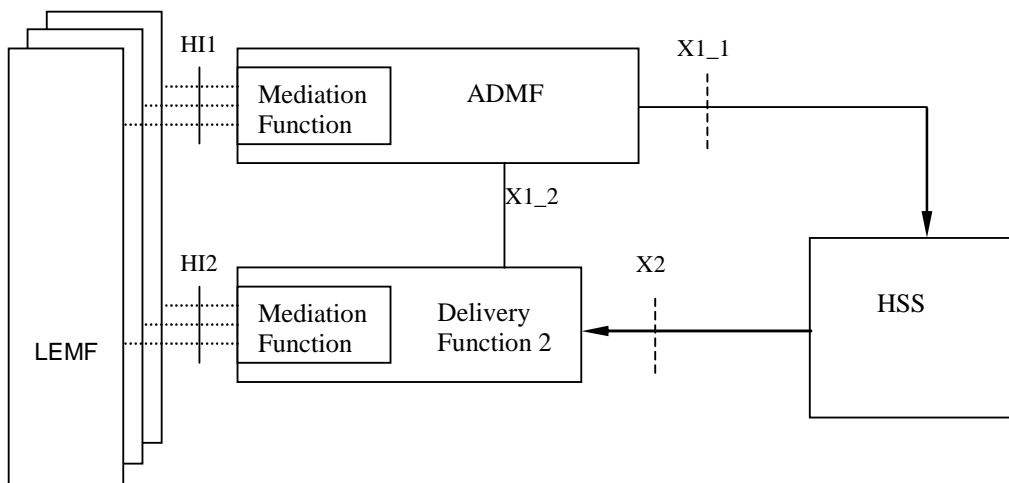 HI1
X1_1
Mediation
Function
ADMF
X1_2
HI2
X2
Mediation
Function
Delivery
Function 2
HSS
LEMF